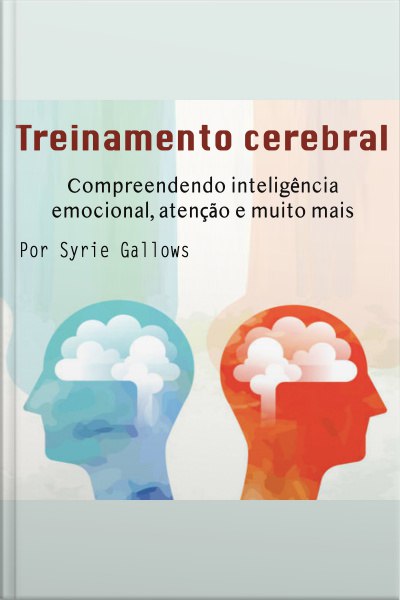 Treinamento cerebral
Compreendendo inteligência
emocional, atenção e muito mais
Por Syrie Gallows